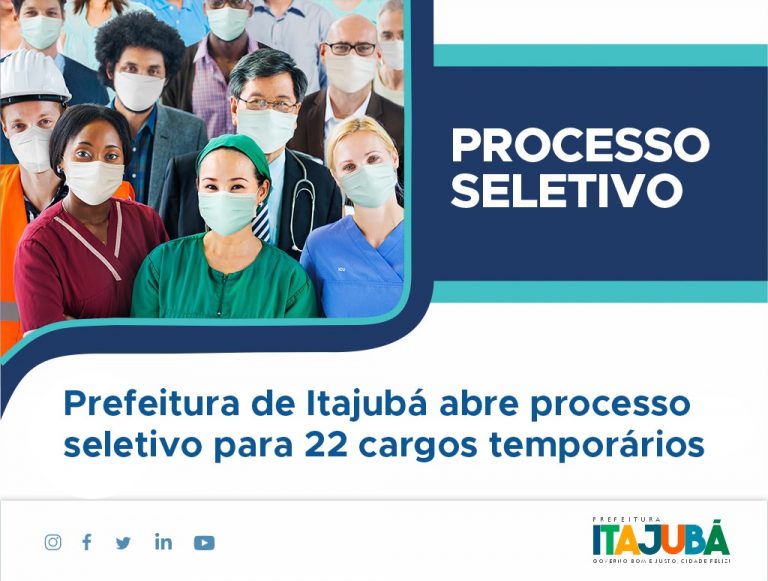 PROCESSO
SELETIVO
ICU
Prefeitura de Itajubá abre processo
seletivo para 22 cargos temporários
PREFEITURA
ITAJUBÁ
GOVERNO BOM E JUSTO, CIDADE FELIZ!